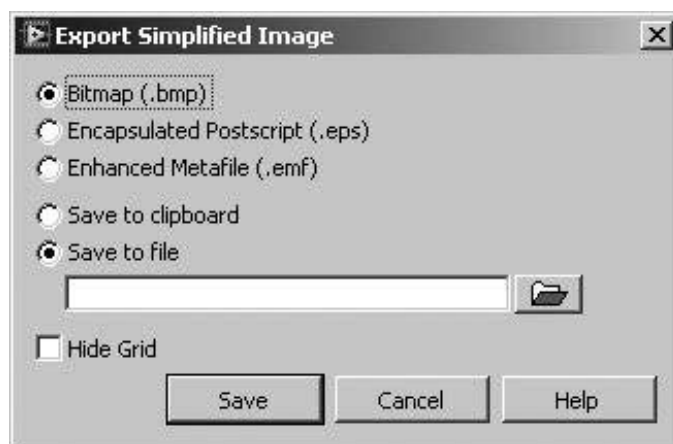 Export Simplified Image
Bitmap (.bmp)
Encapsulated Postscript (.eps)
Enhanced Metafile (.emf)
Save to clipboard
Save to file
Hide Grid
Save Cancel Help